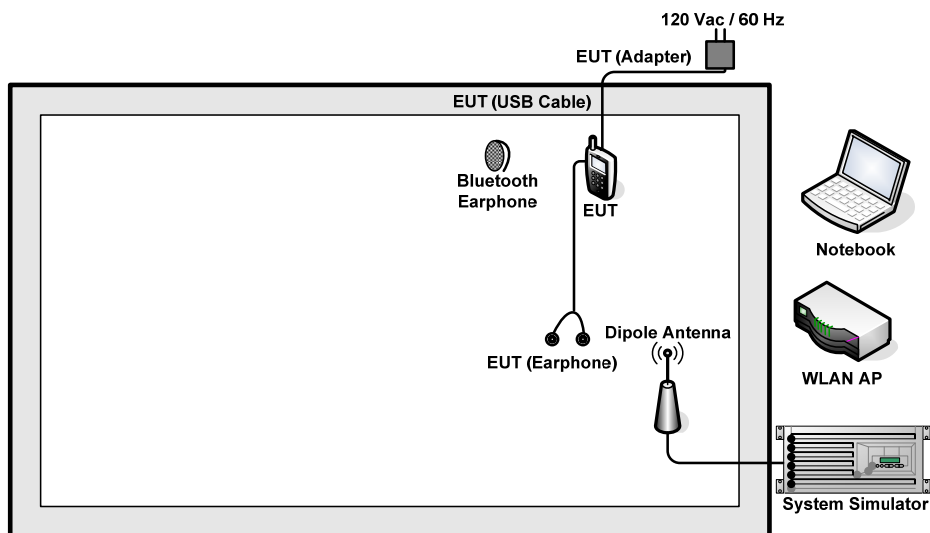 120 Vac / 60 Hz
EUT (Adapter)
EUT (USB Cable)
Bluetooth
Earphone
EUT
Notebook
Dipole Antenna
EUT (Earphone)
WLAN AP
System Simulator